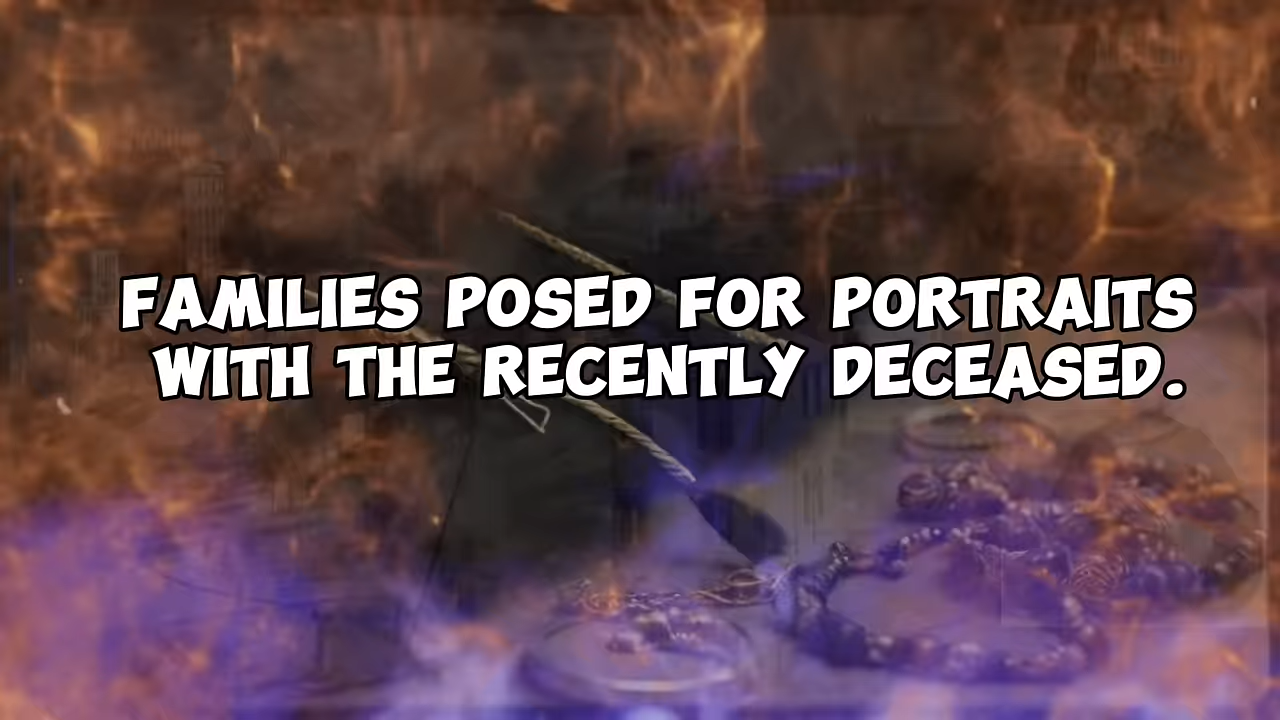 FAMILIES POSED FOR PORTRAITS
WITH THE RECENTLY DECEASED.